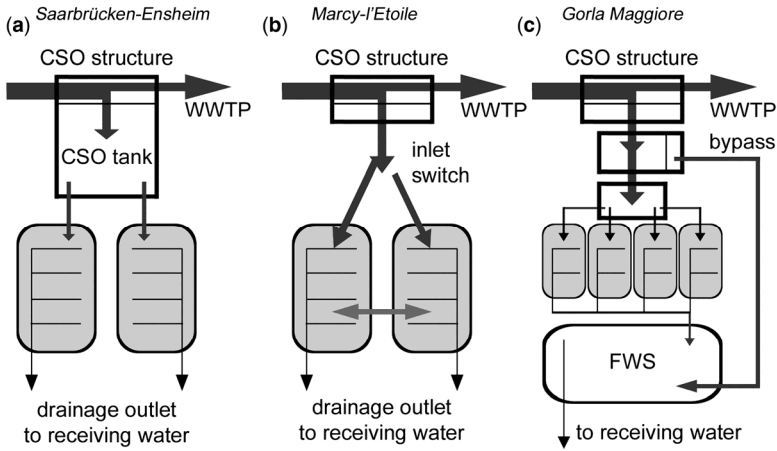 (a) Saarbrücken-Ensheim
CSO structure
WWTP
CSO tank
drainage outlet
to receiving water
(b) Marcy-l'Etoile
CSO structure
WWTP
inlet
switch
drainage outlet
to receiving water
(c) Gorla Maggiore
CSO structure
WWTP
bypass
FWS
to receiving water